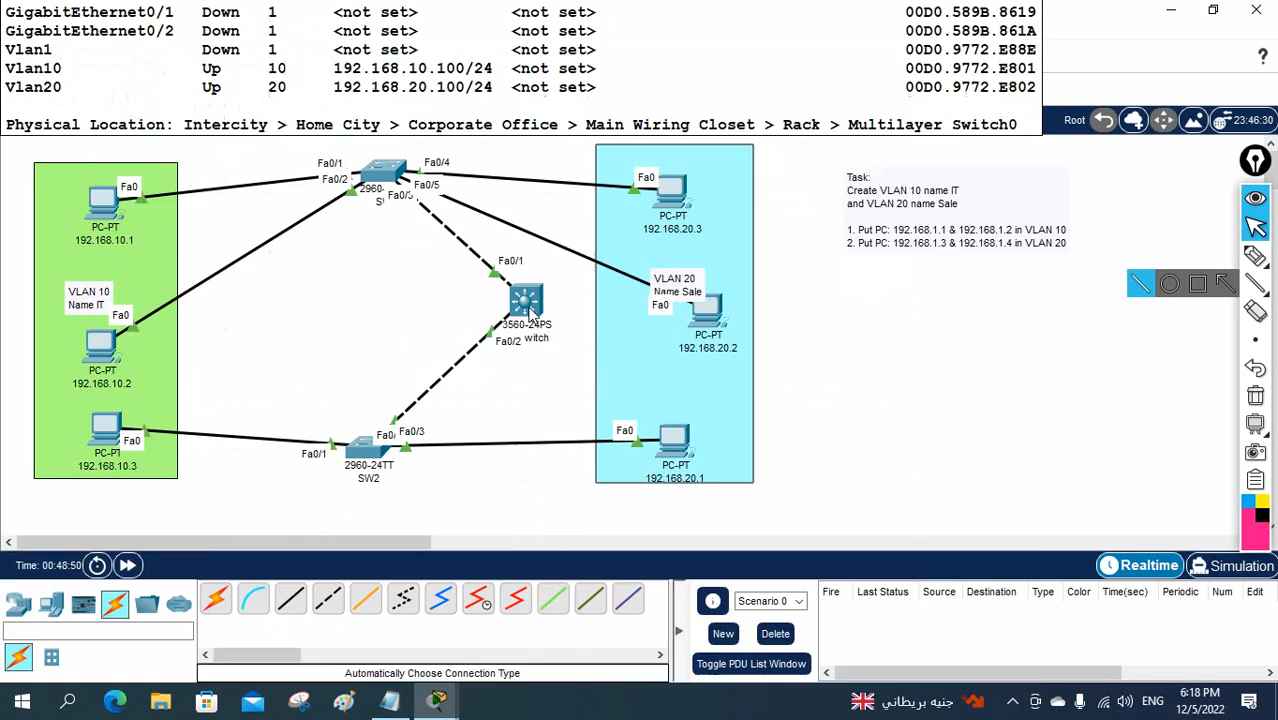 GigabitEthernet0/1 Down 1 <not set> <not set> 00D0.589B.8619
GigabitEthernet0/2 Down 1 <not set> <not set> 00D0.589B.861A
Vlan1 Down 1 <not set> <not set> 00D0.9772.E88E
Vlan10 Up 10 192.168.10.100/24 <not set> 00D0.9772.E801
Vlan20 Up 20 192.168.20.100/24 <not set> 00D0.9772.E802
Physical Location: Intercity > Home City > Corporate Office > Main Wiring Closet > Rack > Multilayer Switch0
Root
23:46:30
Fa0/1
Fa0/2
Fa0/4
Fa0/5
2960-
Fa0
PC-PT
192.168.10.1
Fa0
PC-PT
192.168.20.3
Task:
Create VLAN 10 name IT
and VLAN 20 name Sale
1. Put PC: 192.168.1.1 & 192.168.1.2 in VLAN 10
2. Put PC: 192.168.1.3 & 192.168.1.4 in VLAN 20
Fa0/1
3560-24PS
witch
Fa0/2
VLAN 10
Name IT
Fa0
PC-PT
192.168.10.2
VLAN 20
Name Sale
Fa0
PC-PT
192.168.20.2
Fa0
PC-PT
192.168.10.3
Fa0/1
Fa0/3
2960-24TT
SW2
Fa0
PC-PT
192.168.20.1
Time: 00:48:50
Realtime
Simulation
Scenario 0
New
Delete
Toggle PDU List Window
Fire Last Status Source Destination Type Color Time(sec) Periodic Num Edit
Automatically Choose Connection Type
جنيه بريطاني
ENG
6:18 PM
12/5/2022